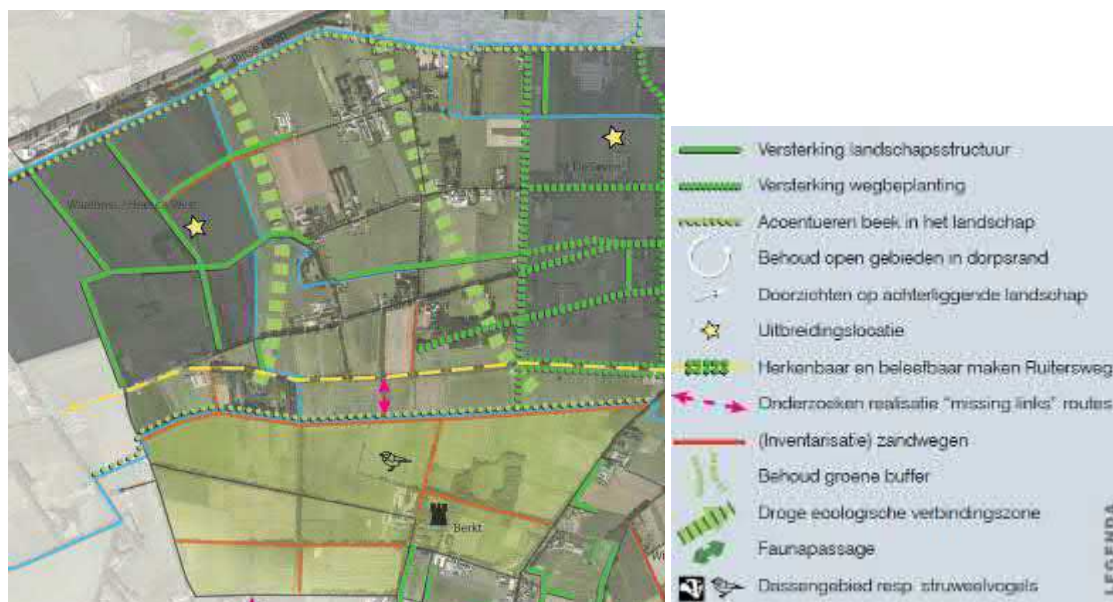 Berkt
Versterking landschapsstructuur
Versterking wegbeplanting
Accentueren beek in het landschap
Behoud open gebieden in dorpsrand
Doorzichten op achterliggende landschap
Uitbreidingslocatie
Herkenbaar en beleefbaar maken Ruitersweg
Onderzoeken realisatie "missing links" routes
(Inventarisatie) zandwegen
Behoud groene buffer
Droge ecologische verbindingszone
Faunapassage
Dassengebied resp. struweelvogels
LEGENDA